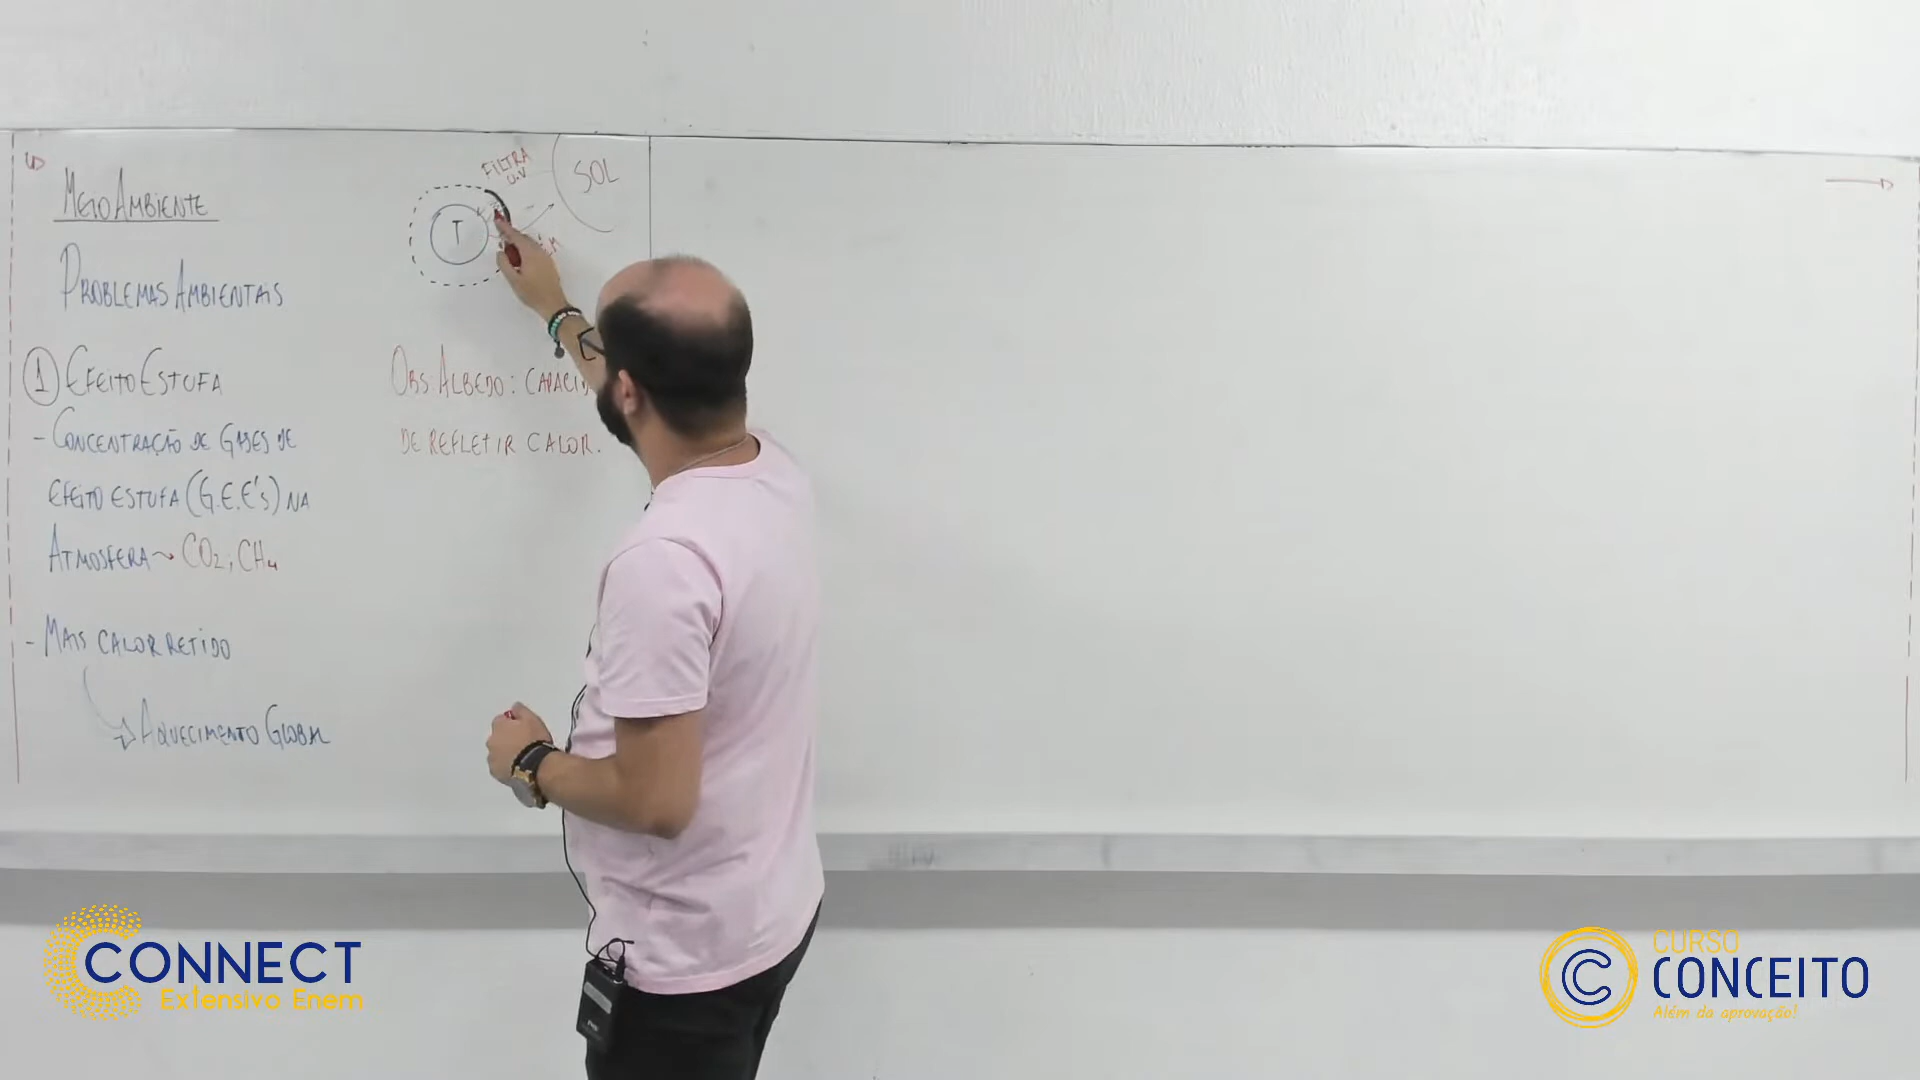 MEIO AMBIENTE
PROBLEMAS AMBIENTAIS
1 EFEITO ESTUFA
- CONCENTRAÇÃO DE GASES DE
EFEITO ESTUFA (G.E.E's) NA
ATMOSFERA ~> CO2, CH4
- MAIS CALOR RETIDO
AQUECIMENTO GLOBAL
FILTRA
U.V
SOL
T
OBS. ALBEDO: CAPACID
DE REFLETIR CALOR.
CONNECT
Extensivo Enem
CURSO
CONCEITO
Além da aprovação!